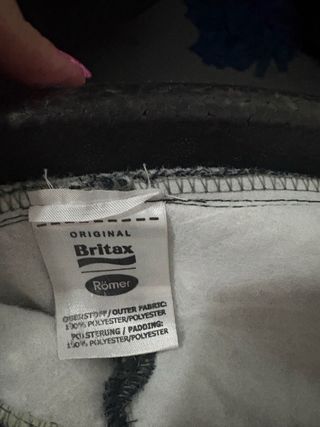 ORIGINAL
Britax
Römer
OBERSTOFF/OUTER FABRIC:
100% POLYESTER/POLYESTER
POLSTERUNG/PADDING:
100% POLYESTER/POLYESTER